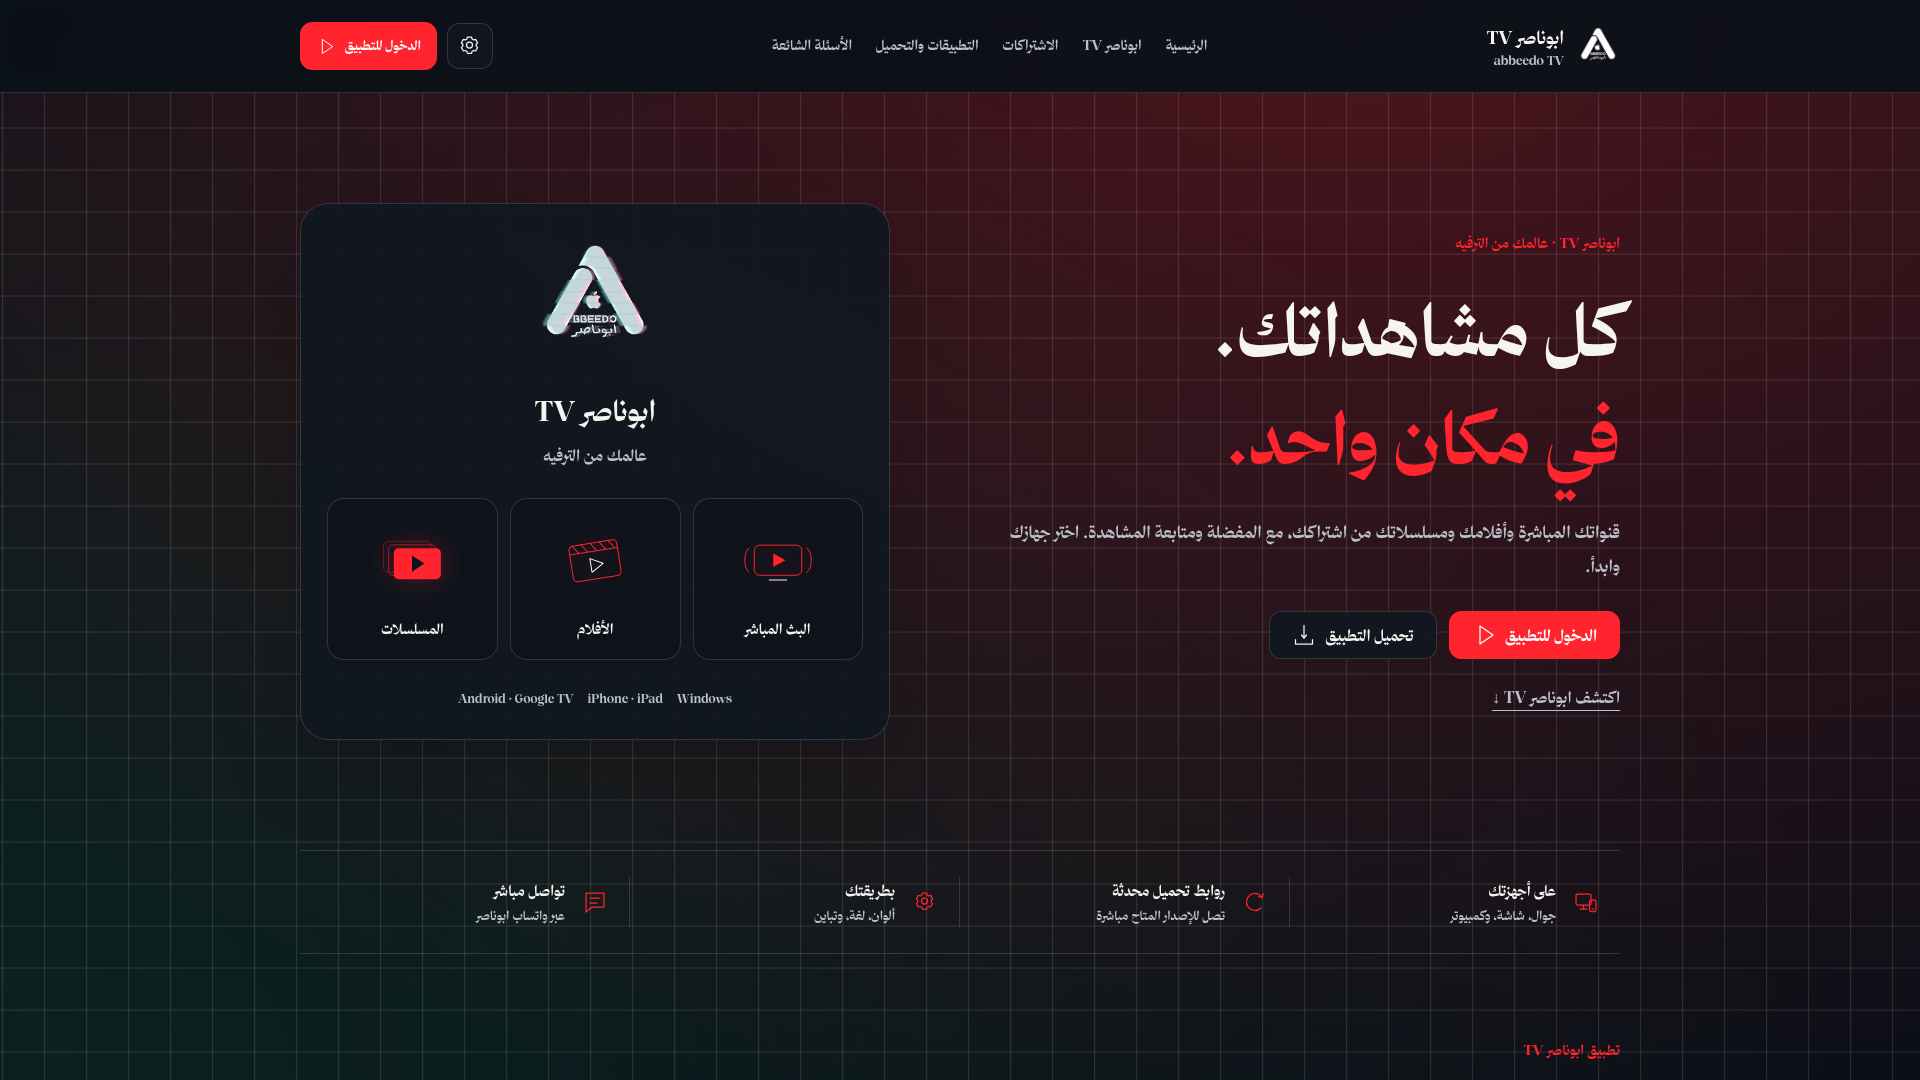 ابوناصر TV
abbeedo TV
الرئيسية
ابوناصر TV
الاشتراكات
التطبيقات والتحميل
الأسئلة الشائعة
الدخول للتطبيق
ابوناصر TV · عالمك من الترفيه
كل مشاهداتك.
في مكان واحد.
قنواتك المباشرة وأفلامك ومسلسلاتك من اشتراكك، مع المفضلة ومتابعة المشاهدة. اختر جهازك
وابدأ.
الدخول للتطبيق
تحميل التطبيق
اكتشف ابوناصر TV ↓
BBEEDO
ابوناصر
ابوناصر TV
عالمك من الترفيه
البث المباشر
الأفلام
المسلسلات
Android · Google TV
iPhone · iPad
Windows
على أجهزتك
جوال، شاشة، وكمبيوتر
روابط تحميل محدثة
تصل للإصدار المتاح مباشرة
بطريقتك
ألوان، لغة، وتباين
تواصل مباشر
عبر واتساب ابوناصر
تطبيق ابوناصر TV